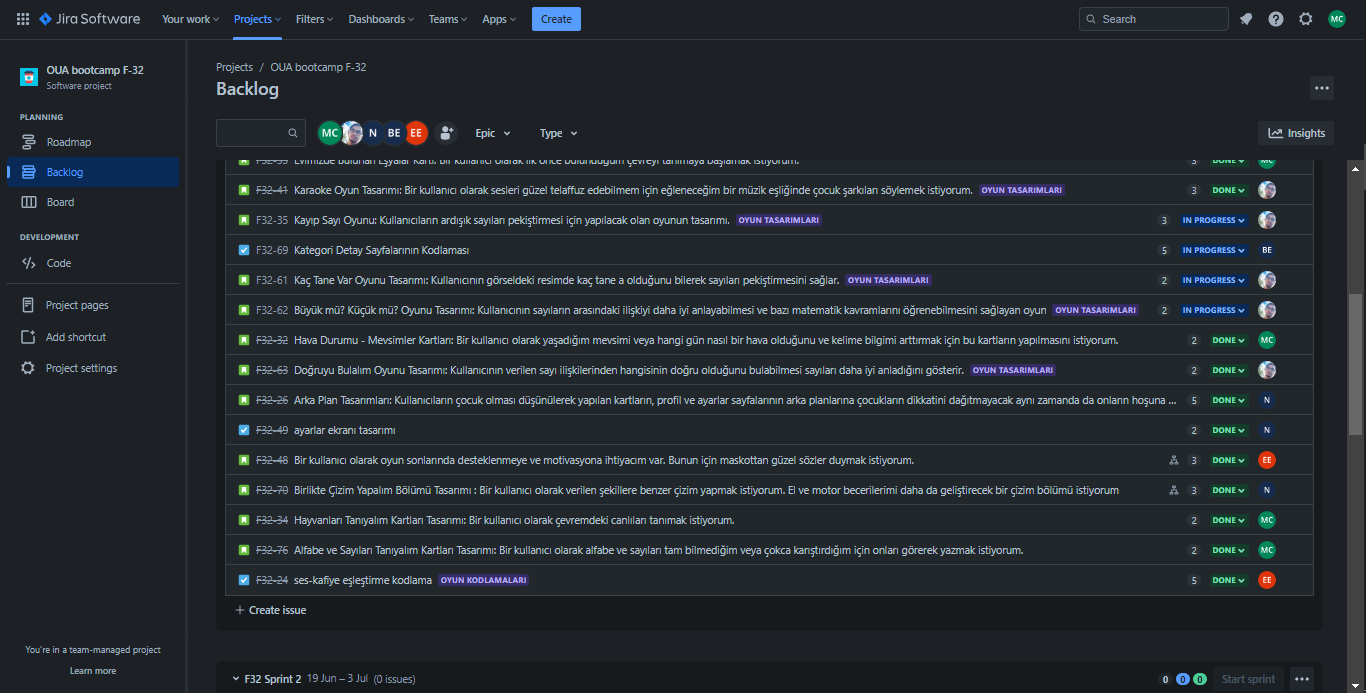 Jira Software Your work Projects Filters Dashboards Teams Apps Create Search MC
OUA bootcamp F-32
Software project
PLANNING
Roadmap
Backlog
Board
DEVELOPMENT
Code
Project pages
Add shortcut
Project settings
You're in a team-managed project
Learn more
Projects / OUA bootcamp F-32
Backlog
MC N BE EE Epic Type Insights
Evimizde bulunan Eşyalar Kartı: Bir kullanıcı olarak ilk önce bulunduğum çevreyi tanımaya başlamak istiyorum. 3 DONE MC
F32-41 Karaoke Oyun Tasarımı: Bir kullanıcı olarak sesleri güzel telaffuz edebilmem için eğleneceğim bir müzik eşliğinde çocuk şarkıları söylemek istiyorum. OYUN TASARIMLARI 3 DONE
F32-35 Kayıp Sayı Oyunu: Kullanıcıların ardışık sayıları pekiştirmesi için yapılacak olan oyunun tasarımı. OYUN TASARIMLARI 3 IN PROGRESS
F32-69 Kategori Detay Sayfalarının Kodlaması 5 IN PROGRESS BE
F32-61 Kaç Tane Var Oyunu Tasarımı: Kullanıcının görseldeki resimde kaç tane a olduğunu bilerek sayıları pekiştirmesini sağlar. OYUN TASARIMLARI 2 IN PROGRESS
F32-62 Büyük mü? Küçük mü? Oyunu Tasarımı: Kullanıcının sayıların arasındaki ilişkiyi daha iyi anlayabilmesi ve bazı matematik kavramlarını öğrenebilmesini sağlayan oyun OYUN TASARIMLARI 2 IN PROGRESS
F32-32 Hava Durumu - Mevsimler Kartları: Bir kullanıcı olarak yaşadığım mevsimi veya hangi gün nasıl bir hava olduğunu ve kelime bilgimi arttırmak için bu kartların yapılmasını istiyorum. 2 DONE MC
F32-63 Doğruyu Bulalım Oyunu Tasarımı: Kullanıcının verilen sayı ilişkilerinden hangisinin doğru olduğunu bulabilmesi sayıları daha iyi anladığını gösterir. OYUN TASARIMLARI 2 DONE
F32-26 Arka Plan Tasarımları: Kullanıcıların çocuk olması düşünülerek yapılan kartların, profil ve ayarlar sayfalarının arka planlarına çocukların dikkatini dağıtmayacak aynı zamanda da onların hoşuna ... 5 DONE N
F32-49 ayarlar ekranı tasarımı 2 DONE N
F32-48 Bir kullanıcı olarak oyun sonlarında desteklenmeye ve motivasyona ihtiyacım var. Bunun için maskottan güzel sözler duymak istiyorum. 3 DONE EE
F32-70 Birlikte Çizim Yapalım Bölümü Tasarımı : Bir kullanıcı olarak verilen şekillere benzer çizim yapmak istiyorum. El ve motor becerilerimi daha da geliştirecek bir çizim bölümü istiyorum 3 DONE N
F32-34 Hayvanları Tanıyalım Kartları Tasarımı: Bir kullanıcı olarak çevremdeki canlıları tanımak istiyorum. 2 DONE MC
F32-76 Alfabe ve Sayıları Tanıyalım Kartları Tasarımı: Bir kullanıcı olarak alfabe ve sayıları tam bilmediğim veya çokca karıştırdığım için onları görerek yazmak istiyorum. 2 DONE MC
F32-24 ses-kafiye eşleştirme kodlama OYUN KODLAMALARI 5 DONE EE
+ Create issue
F32 Sprint 2 19 Jun – 3 Jul (0 issues) 0 0 0 Start sprint